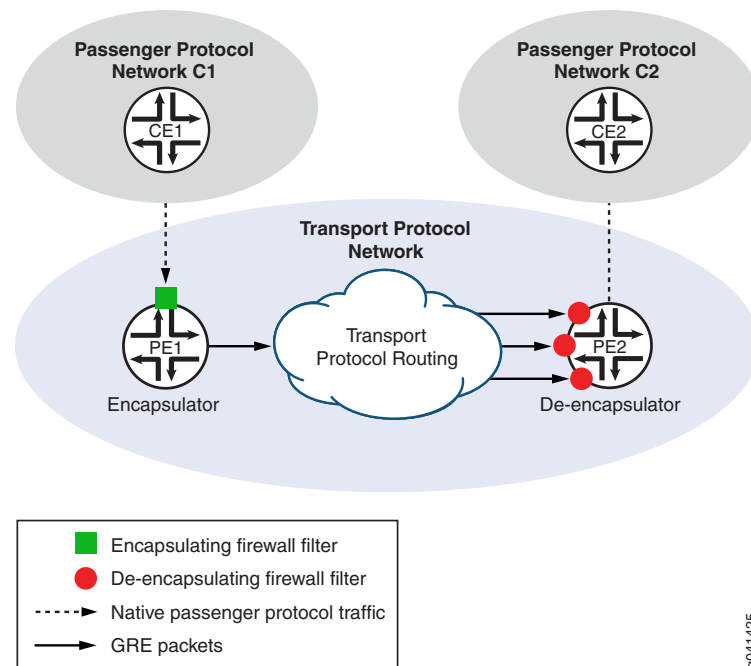 Passenger Protocol
Network C1
CE1
Passenger Protocol
Network C2
CE2
Transport Protocol
Network
PE1
Encapsulator
Transport
Protocol Routing
PE2
De-encapsulator
Encapsulating firewall filter
De-encapsulating firewall filter
Native passenger protocol traffic
GRE packets